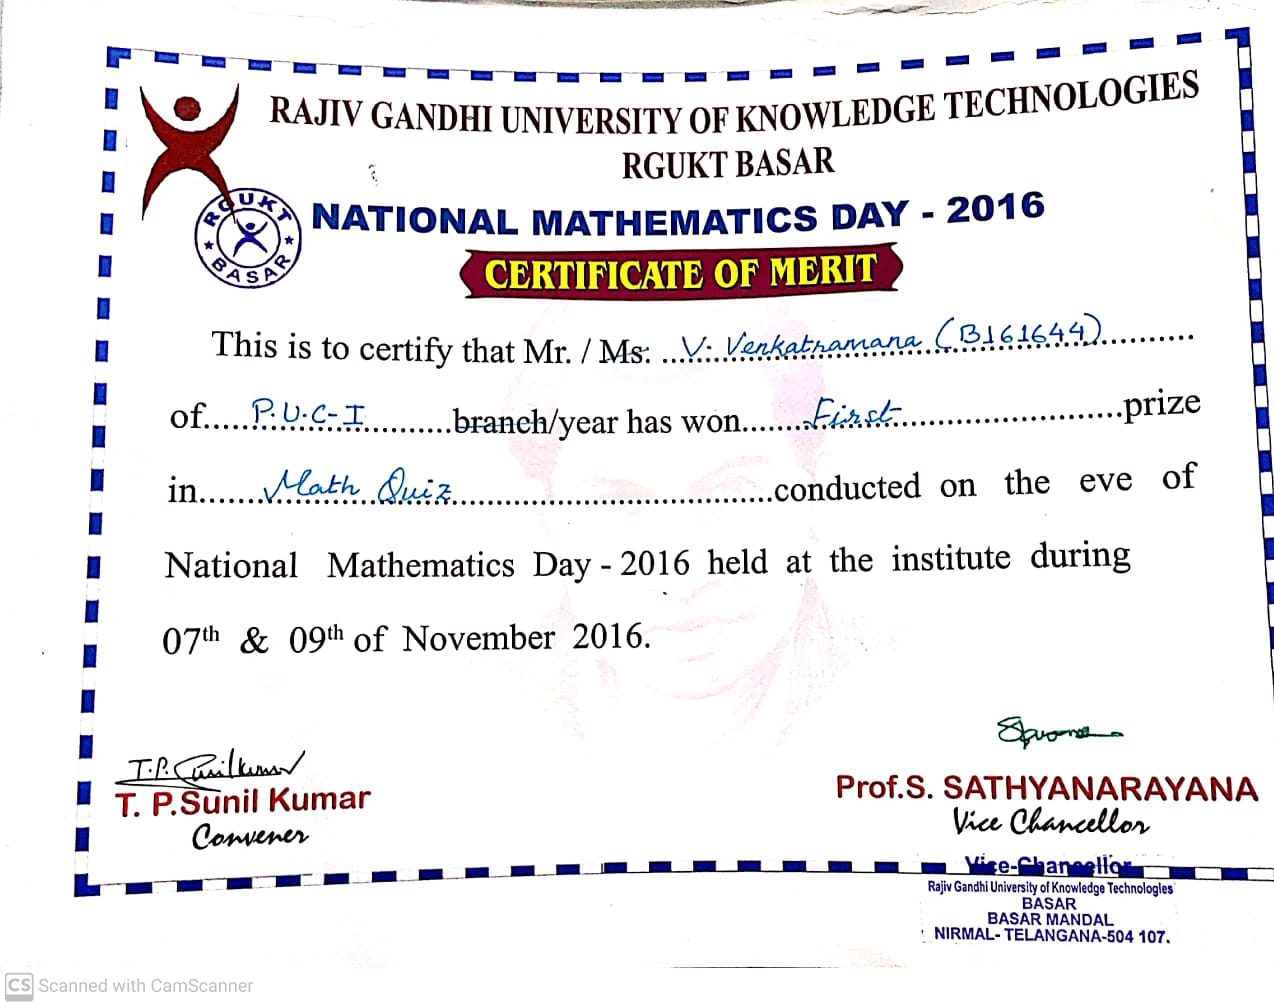 RAJIV GANDHI UNIVERSITY OF KNOWLEDGE TECHNOLOGIES
RGUKT BASAR
RGUKT
BASAR
NATIONAL MATHEMATICS DAY - 2016
CERTIFICATE OF MERIT
This is to certify that Mr. / Ms: ...V. Venkatramana (B161644)...........
of.....P.U.C-I..........branch/year has won.......First............................prize
in.......Math Quiz.....................................conducted on the eve of
National Mathematics Day - 2016 held at the institute during
07th & 09th of November 2016.
T.P. Sunilkumar
T. P.Sunil Kumar
Convener
Prof.S. SATHYANARAYANA
Vice Chancellor
Vice-Chancellor
Rajiv Gandhi University of Knowledge Technologies
BASAR
BASAR MANDAL
NIRMAL- TELANGANA-504 107.
CS Scanned with CamScanner